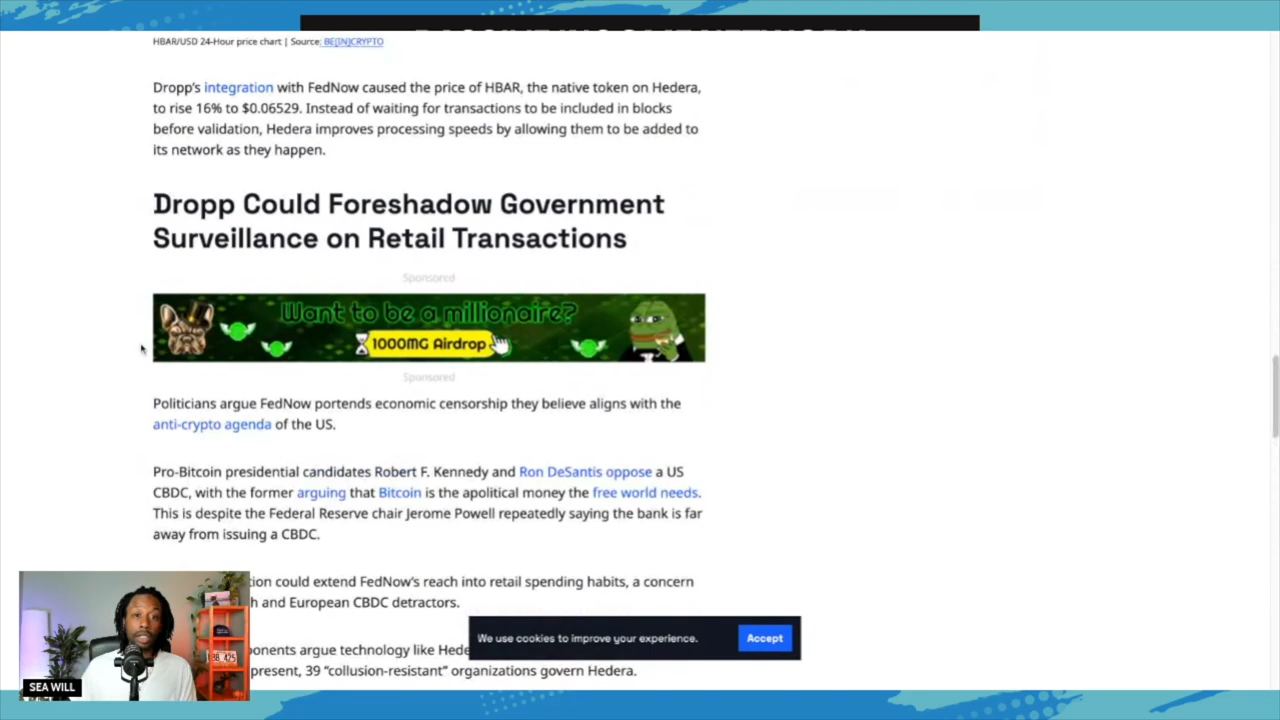 HBAR/USD 24-Hour price chart | Source: BE[IN]CRYPTO
Dropp's integration with FedNow caused the price of HBAR, the native token on Hedera,
to rise 16% to $0.06529. Instead of waiting for transactions to be included in blocks
before validation, Hedera improves processing speeds by allowing them to be added to
its network as they happen.
Dropp Could Foreshadow Government
Surveillance on Retail Transactions
Sponsored
Want to be a millionaire?
1000MG Airdrop
Sponsored
Politicians argue FedNow portends economic censorship they believe aligns with the
anti-crypto agenda of the US.
Pro-Bitcoin presidential candidates Robert F. Kennedy and Ron DeSantis oppose a US
CBDC, with the former arguing that Bitcoin is the apolitical money the free world needs.
This is despite the Federal Reserve chair Jerome Powell repeatedly saying the bank is far
away from issuing a CBDC.
could extend FedNow's reach into retail spending habits, a concern
and European CBDC detractors.
argue technology like
present, 39 "collusion-resistant" organizations govern Hedera.
We use cookies to improve your experience.
Accept
SEA WILL